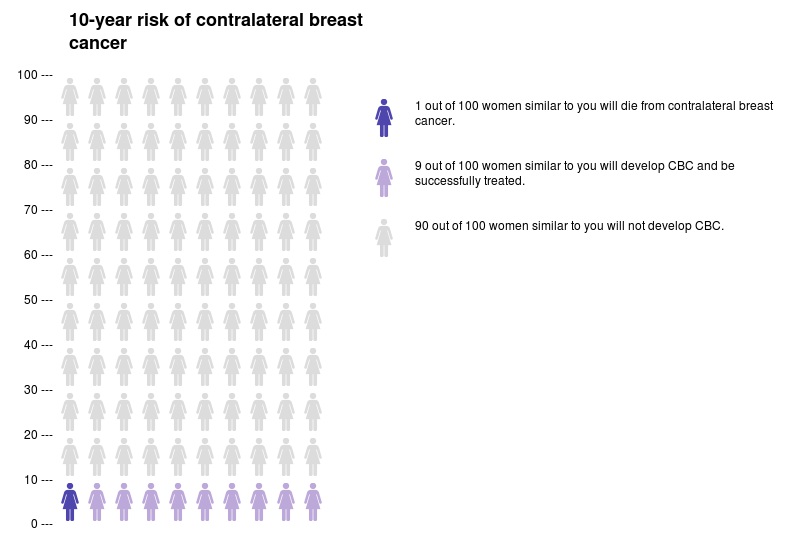 10-year risk of contralateral breast
cancer
100 ---
90 ---
80 ---
70 ---
60 ---
50 ---
40 ---
30 ---
20 ---
10 ---
0 ---
1 out of 100 women similar to you will die from contralateral breast
cancer.
9 out of 100 women similar to you will develop CBC and be
successfully treated.
90 out of 100 women similar to you will not develop CBC.